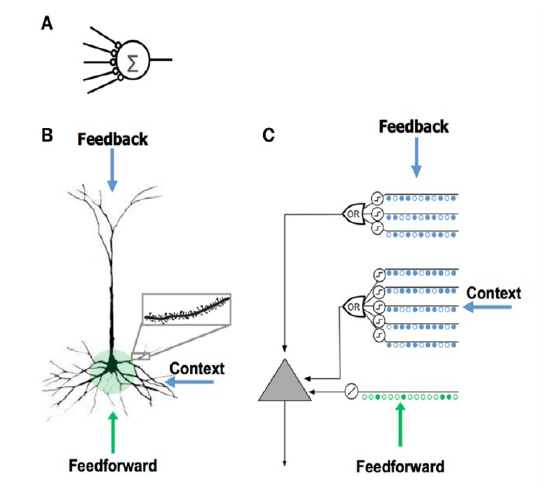 A
Σ
B
Feedback
Context
Feedforward
C
Feedback
OR
OR
Context
Feedforward